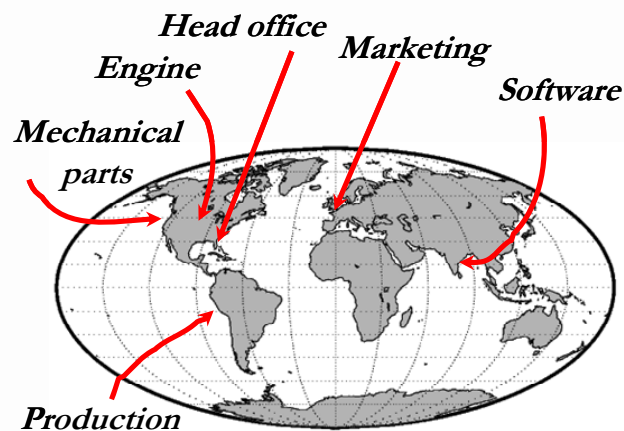 Head office
Marketing
Engine
Software
Mechanical
parts
Production